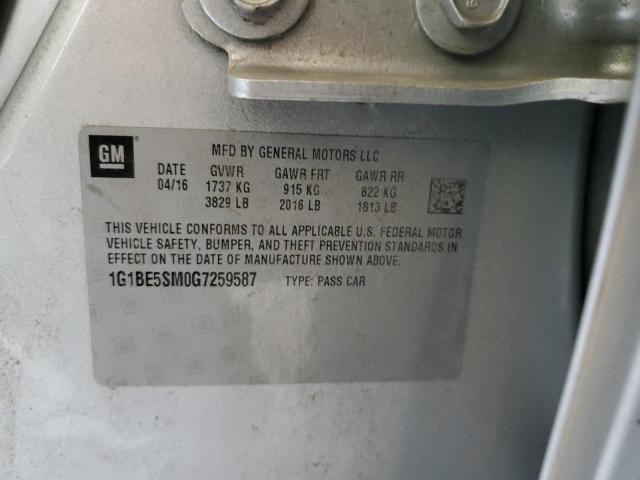 GM
MFD BY GENERAL MOTORS LLC
DATE GVWR GAWR FRT GAWR RR
04/16 1737 KG 915 KG 822 KG
3829 LB 2016 LB 1813 LB
THIS VEHICLE CONFORMS TO ALL APPLICABLE U.S. FEDERAL MOTOR
VEHICLE SAFETY, BUMPER, AND THEFT PREVENTION STANDARDS IN
EFFECT ON THE DATE OF MANUFACTURE SHOWN ABOVE.
1G1BE5SM0G7259587 TYPE: PASS CAR